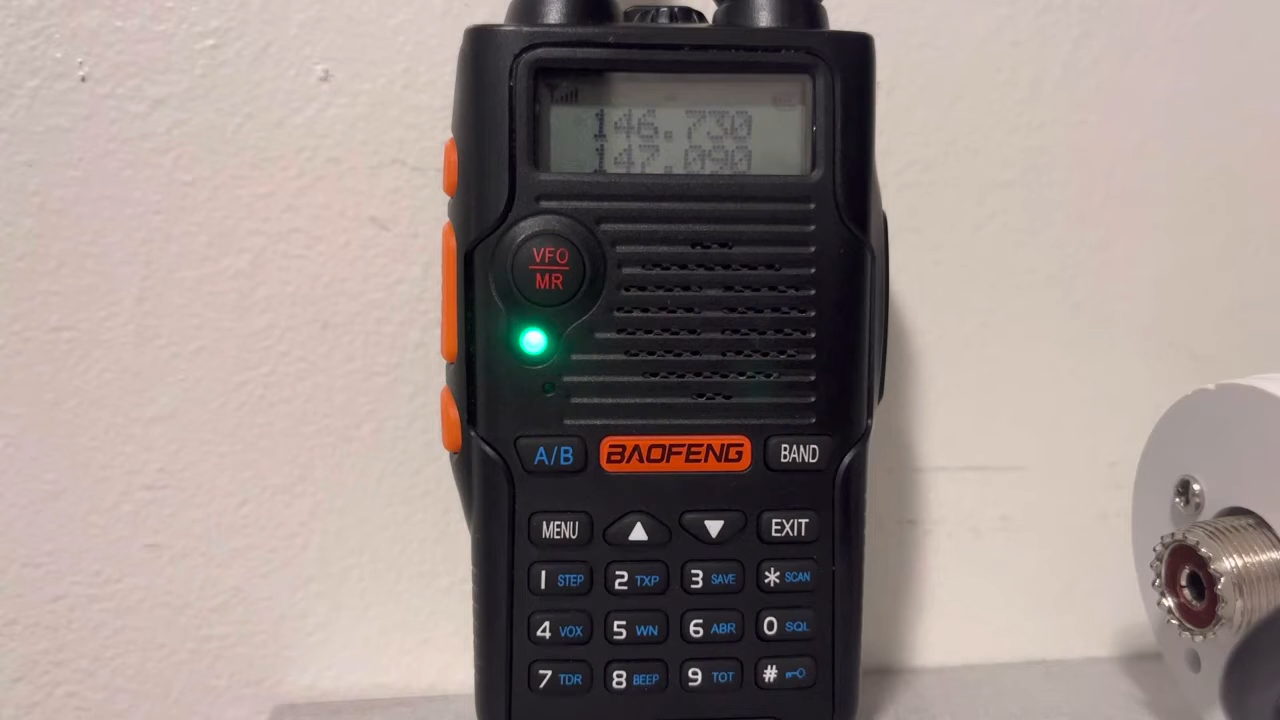 146.730
147.090
VFO
MR
A/B BAOFENG BAND
MENU ▲ ▼ EXIT
1 STEP 2 TXP 3 SAVE * SCAN
4 VOX 5 WN 6 ABR 0 SQL
7 TDR 8 BEEP 9 TOT #